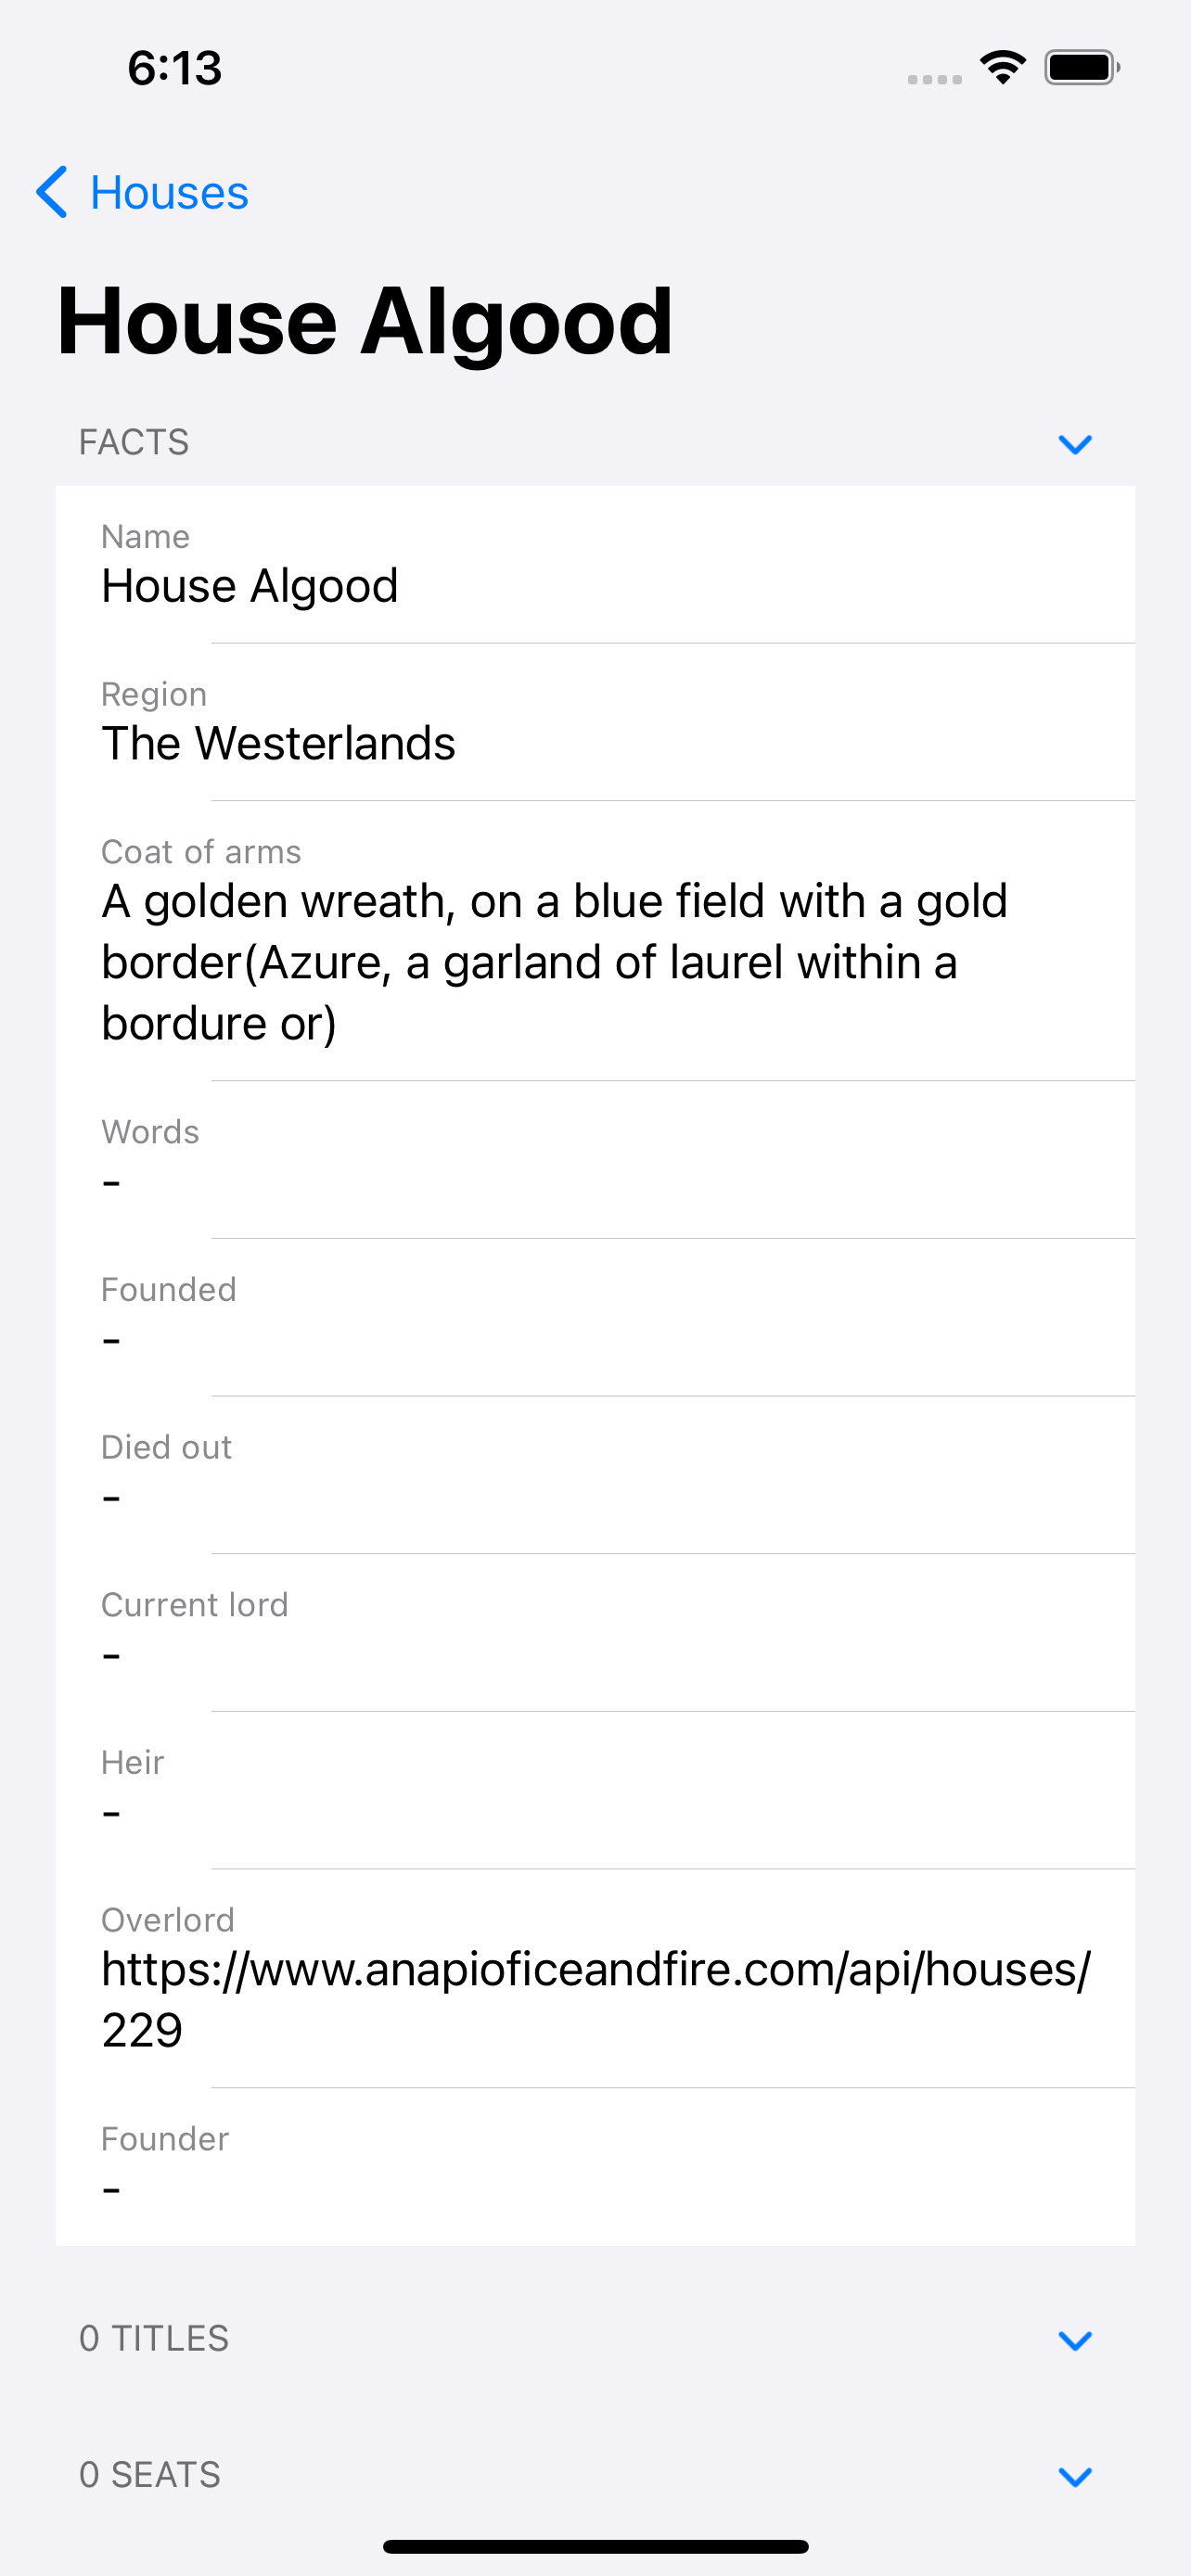 6:13
Houses
House Algood
FACTS
Name
House Algood
Region
The Westerlands
Coat of arms
A golden wreath, on a blue field with a gold
border(Azure, a garland of laurel within a
bordure or)
Words
-
Founded
-
Died out
-
Current lord
-
Heir
-
Overlord
https://www.anapioficeandfire.com/api/houses/
229
Founder
-
0 TITLES
0 SEATS